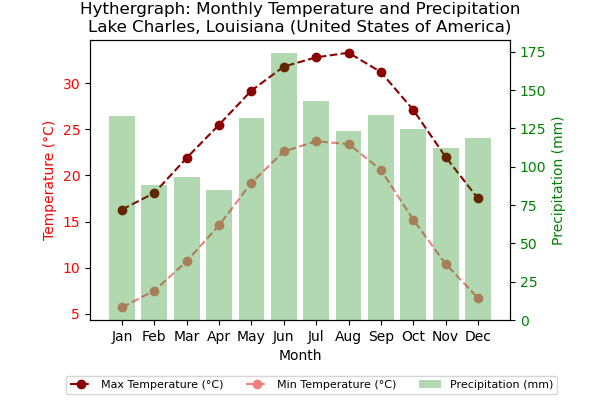 Hythergraph: Monthly Temperature and Precipitation
Lake Charles, Louisiana (United States of America)
Temperature (°C)
30
25
20
15
10
5
175
150
125
100
75
50
25
0
Precipitation (mm)
Jan Feb Mar Apr May Jun Jul Aug Sep Oct Nov Dec
Month
Max Temperature (°C) Min Temperature (°C) Precipitation (mm)